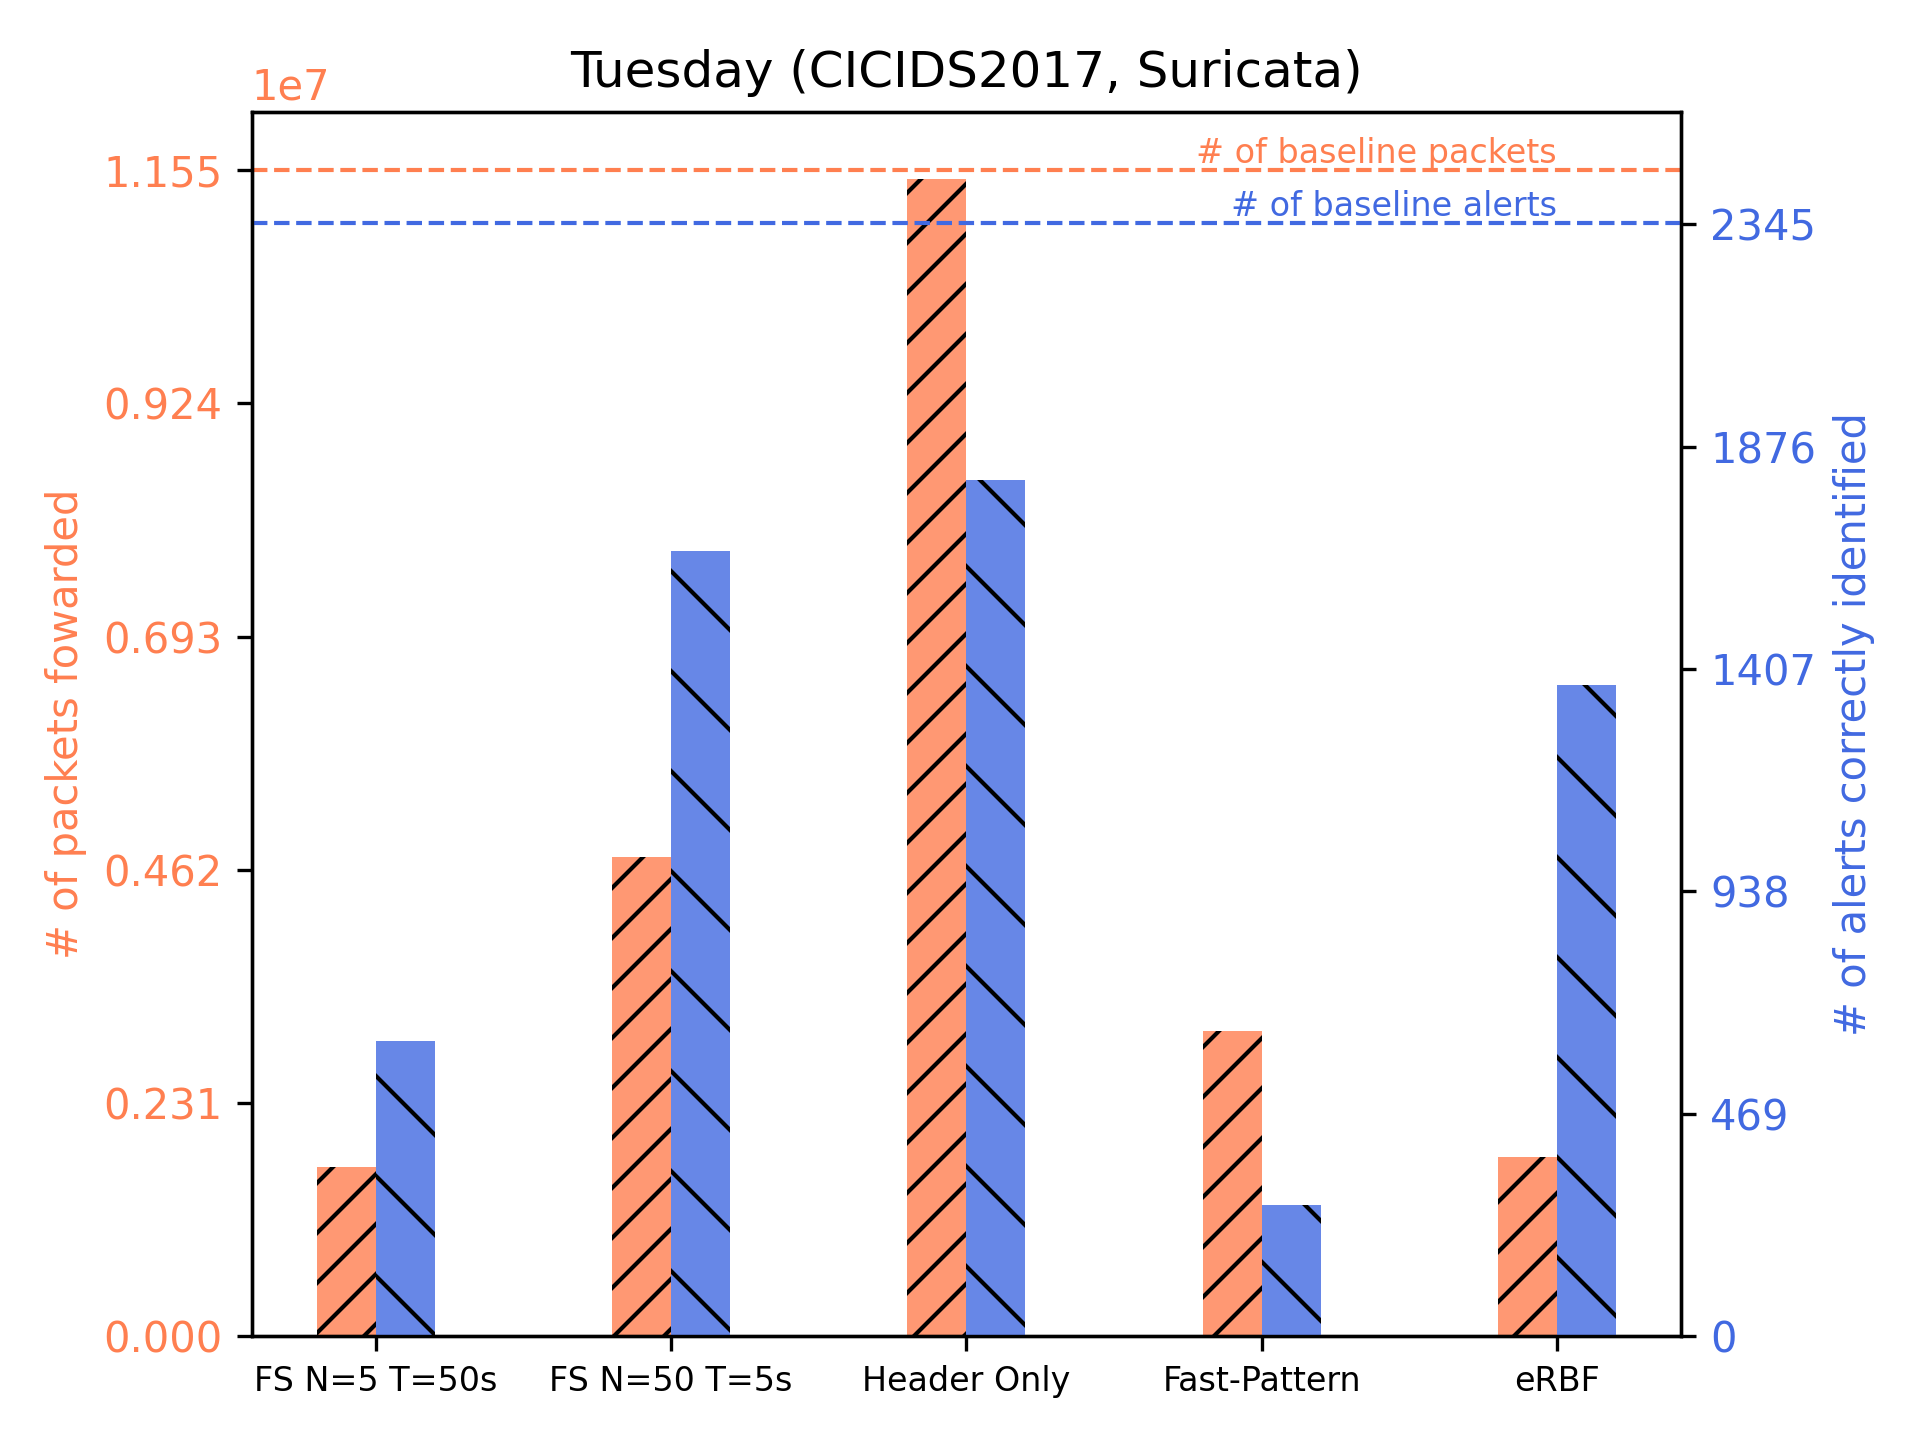 Tuesday (CICIDS2017, Suricata)
1e7
# of baseline packets
# of baseline alerts
1.155
0.924
0.693
0.462
0.231
0.000
# of packets fowarded
2345
1876
1407
938
469
0
# of alerts correctly identified
FS N=5 T=50s
FS N=50 T=5s
Header Only
Fast-Pattern
eRBF